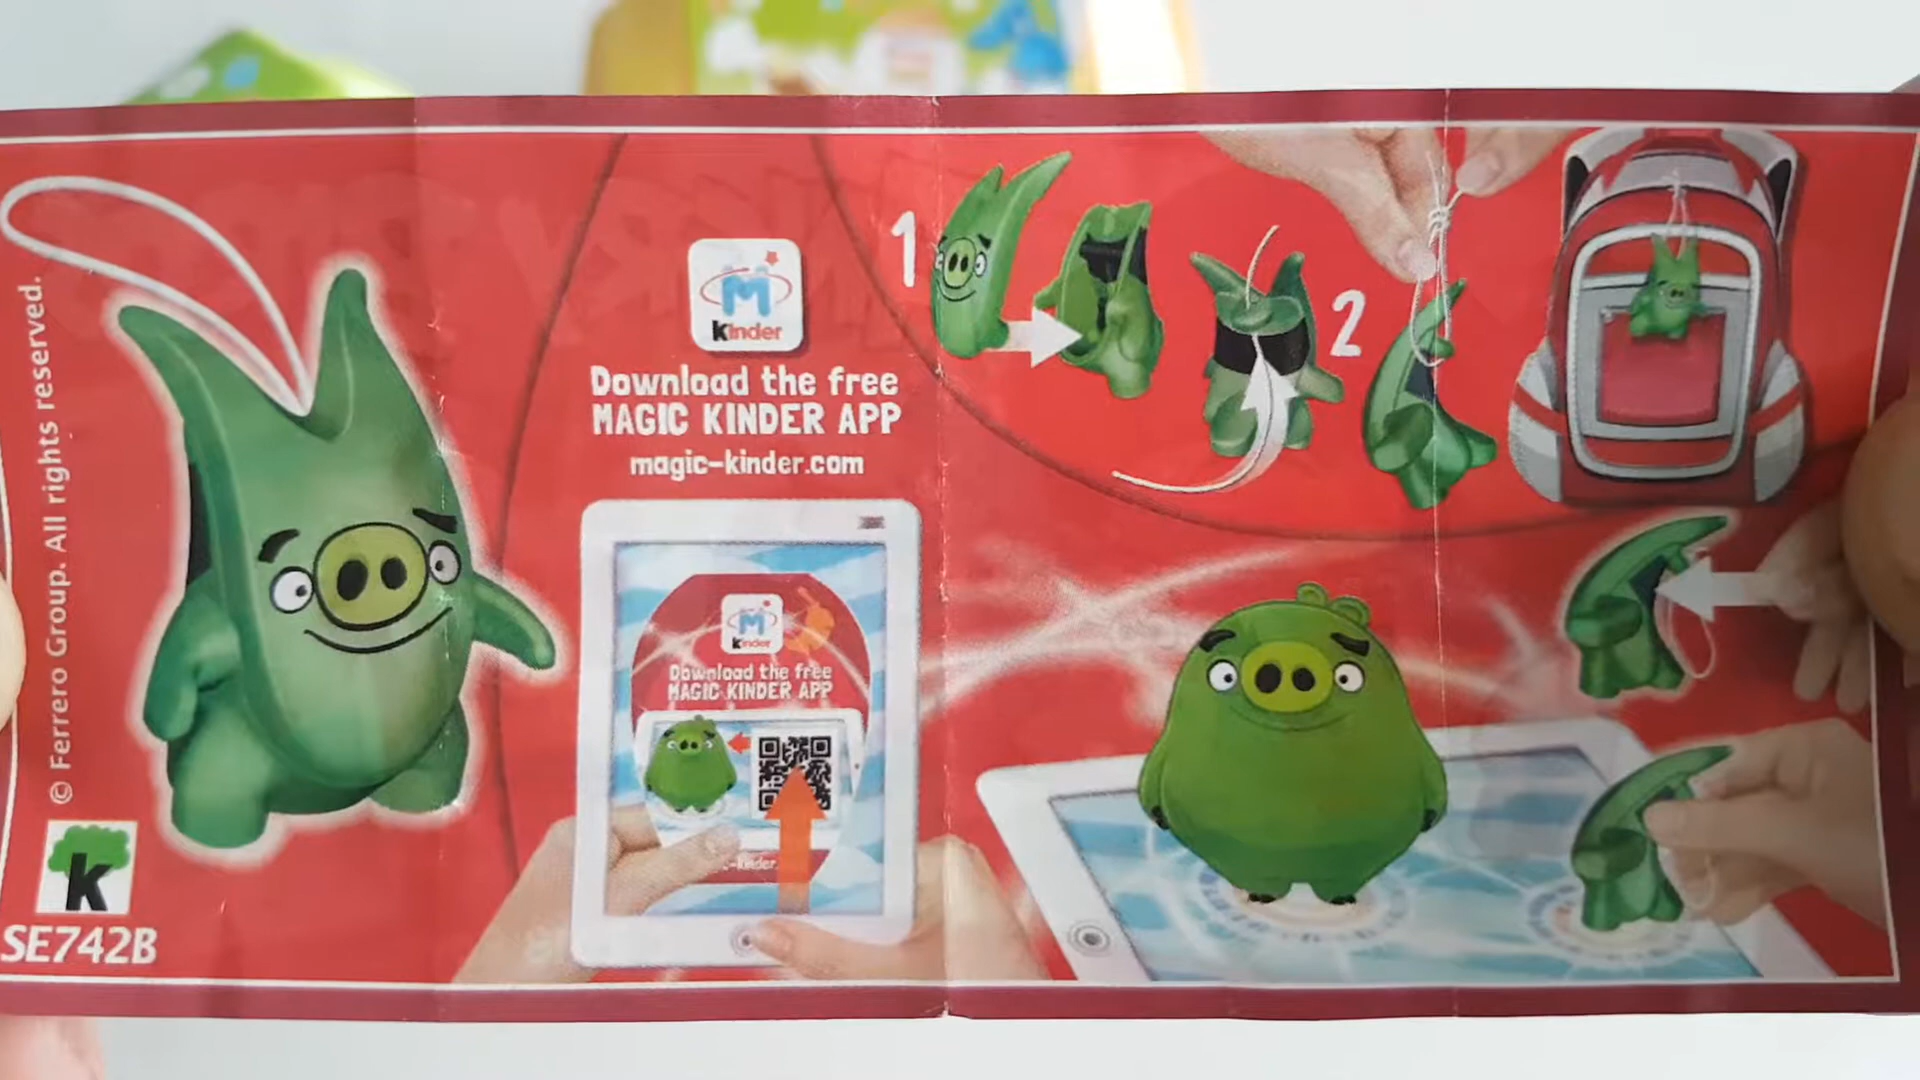 © Ferrero Group. All rights reserved.
k
SE742B
M
Kinder
Download the free
MAGIC KINDER APP
magic-kinder.com
M
Kinder
Download the free
MAGIC KINDER APP
c-kinder.
1
2